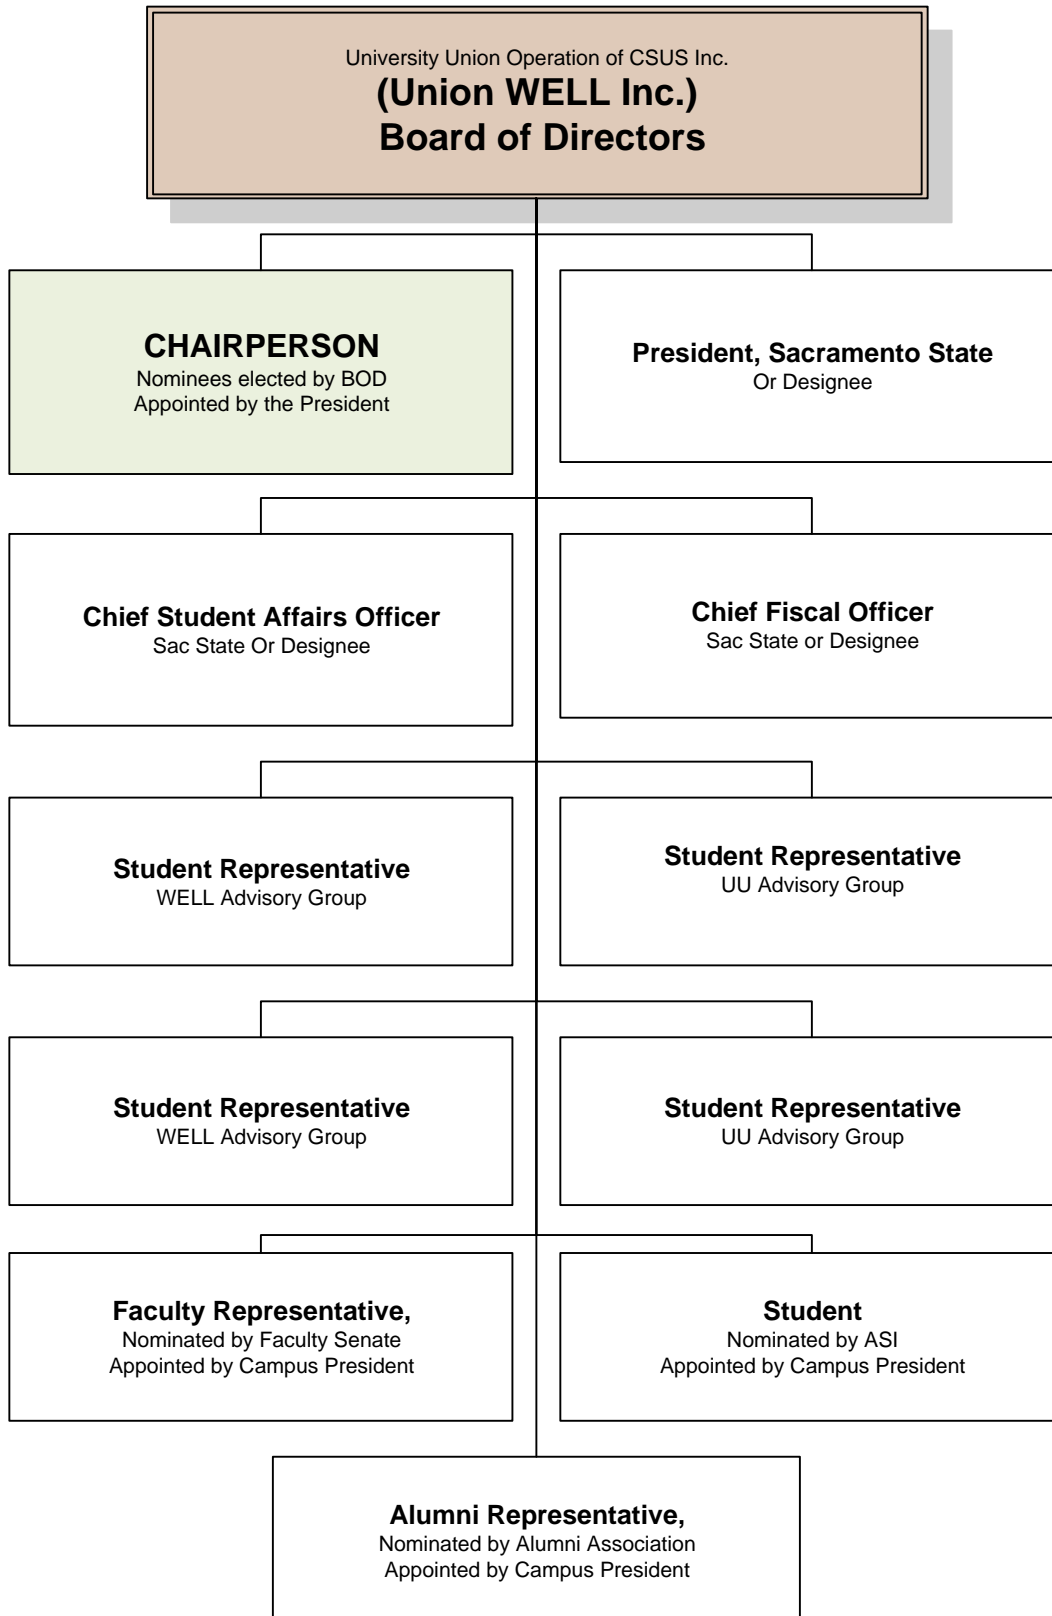 University Union Operation of CSUS Inc.
(Union WELL Inc.)
Board of Directors
CHAIRPERSON
Nominees elected by BOD
Appointed by the President
President, Sacramento State
Or Designee
Chief Student Affairs Officer
Sac State Or Designee
Chief Fiscal Officer
Sac State or Designee
Student Representative
WELL Advisory Group
Student Representative
UU Advisory Group
Student Representative
WELL Advisory Group
Student Representative
UU Advisory Group
Faculty Representative,
Nominated by Faculty Senate
Appointed by Campus President
Student
Nominated by ASI
Appointed by Campus President
Alumni Representative,
Nominated by Alumni Association
Appointed by Campus President